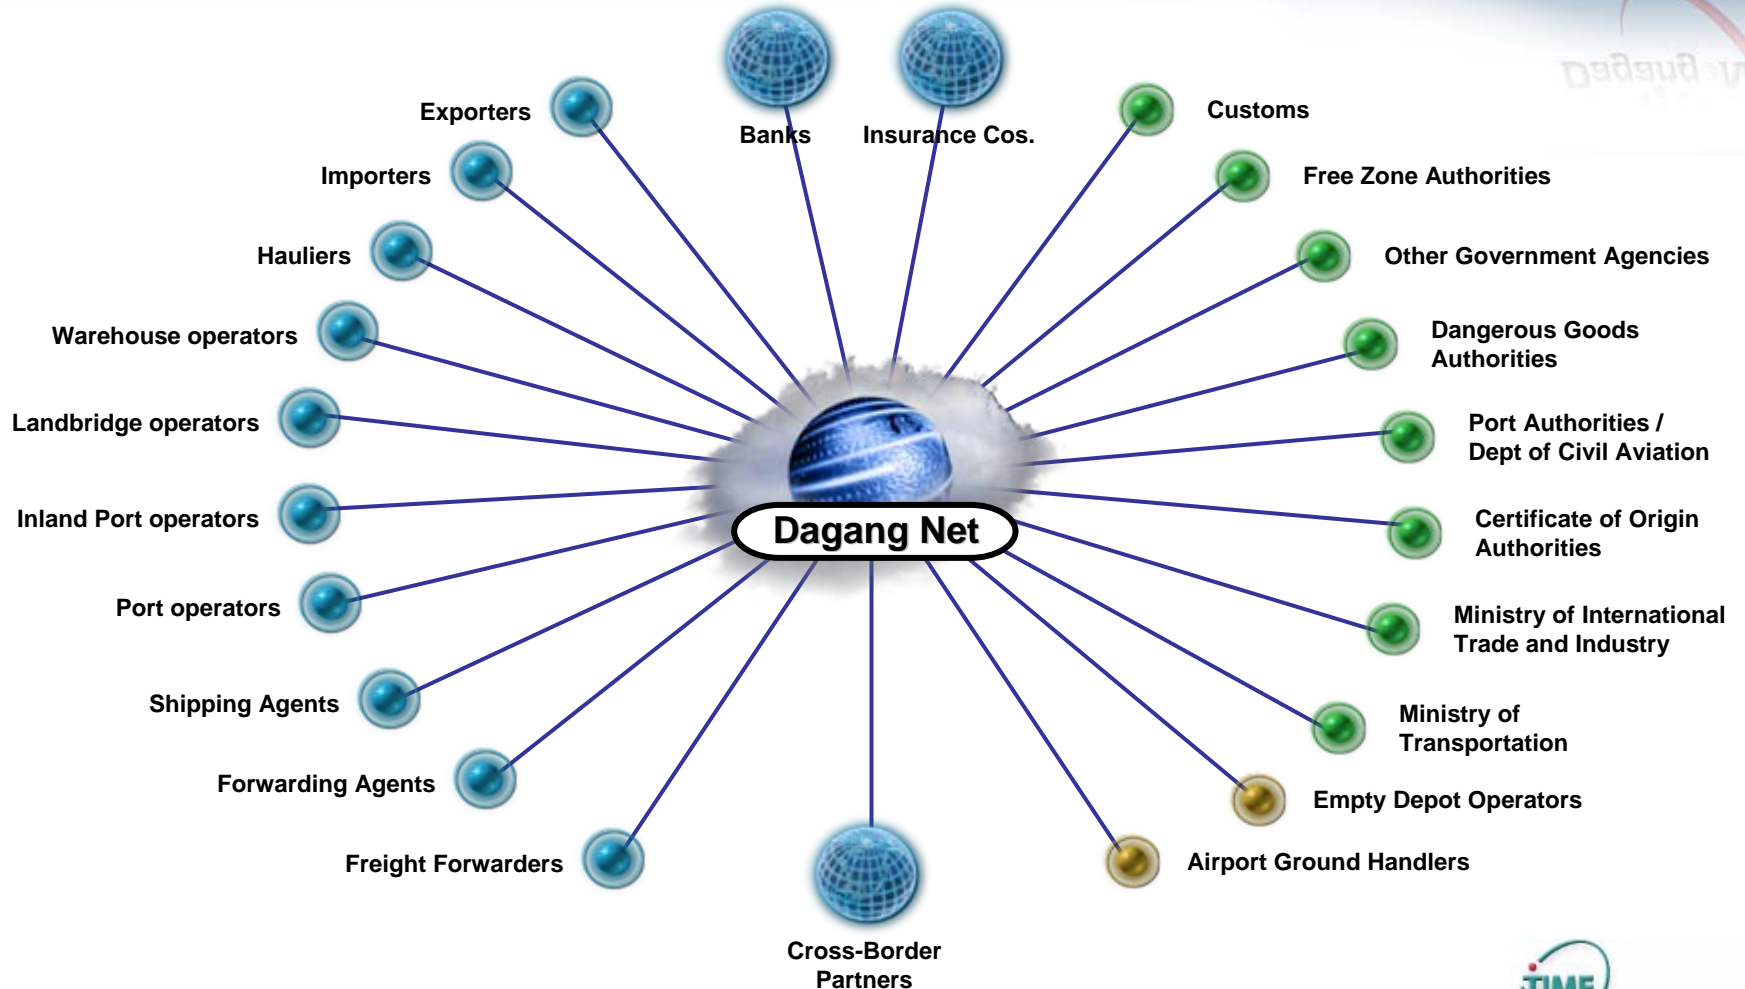 Dagang
Banks
Insurance Cos.
Exporters
Customs
Importers
Free Zone Authorities
Hauliers
Other Government Agencies
Warehouse operators
Dangerous Goods
Authorities
Landbridge operators
Port Authorities /
Dept of Civil Aviation
Inland Port operators
Certificate of Origin
Authorities
Dagang Net
Port operators
Ministry of International
Trade and Industry
Shipping Agents
Ministry of
Transportation
Forwarding Agents
Empty Depot Operators
Freight Forwarders
Airport Ground Handlers
Cross-Border
Partners
TIME